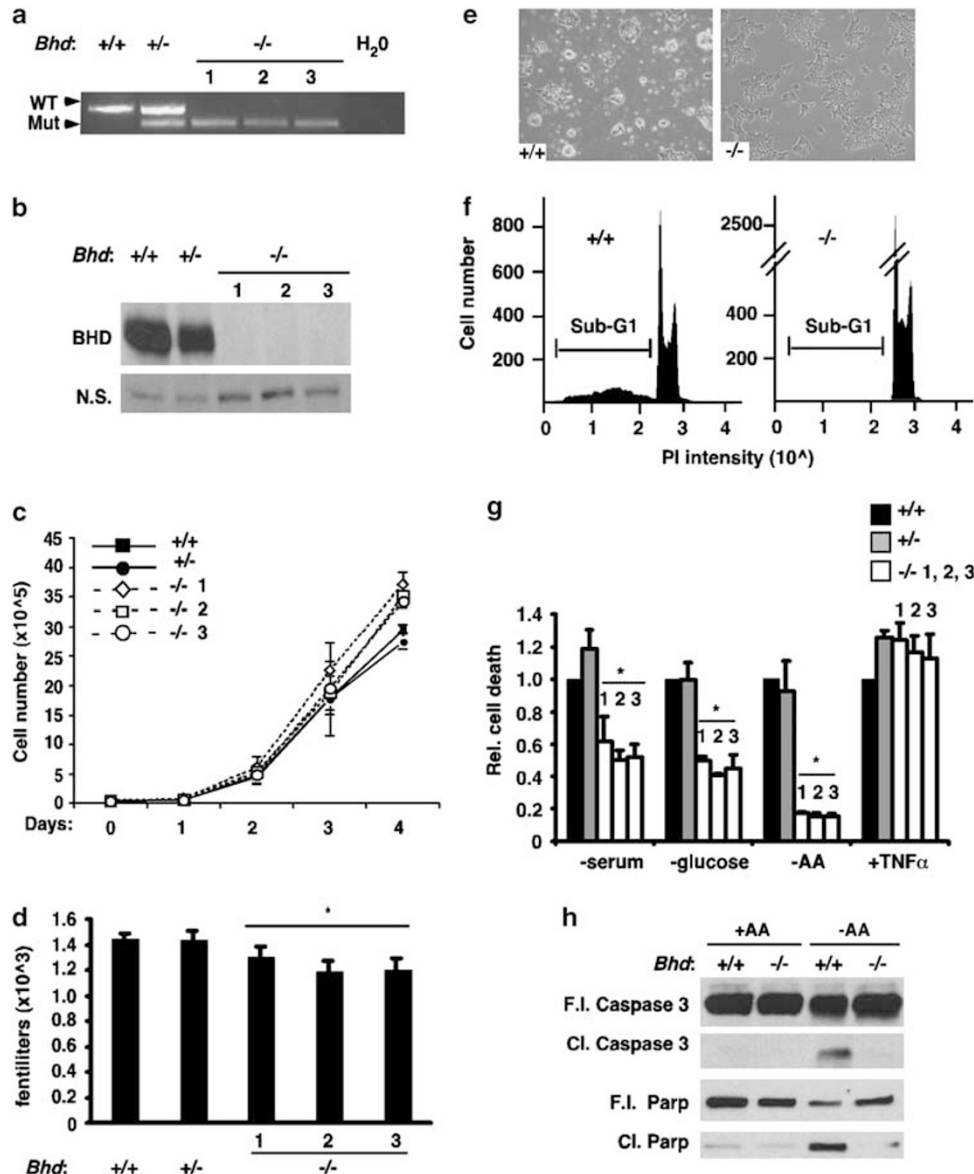 a
Bhd: +/+ +/- -/- H20
1 2 3
WT
Mut
b
Bhd: +/+ +/- -/-
1 2 3
BHD
N.S.
c
45
40
35
30
25
20
15
10
5
0
Cell number (x10^5)
+/+
+/-
-/- 1
-/- 2
-/- 3
Days: 0 1 2 3 4
d
1.6
1.4
1.2
1.0
1.8
1.6
1.4
1.2
0
fentiliters (x10^3)
*
1 2 3
Bhd: +/+ +/- -/-
e
+/+
-/-
f
Cell number
800
600
400
200
+/+
Sub-G1
0 1 2 3 4
2500
400
200
-/-
Sub-G1
0 1 2 3 4
PI intensity (10^)
g
+/+
+/-
-/- 1, 2, 3
Rel. cell death
1.4
1.2
1.0
0.8
0.6
0.4
0.2
0
*
1 2 3
*
1 2 3
*
1 2 3
1 2 3
-serum -glucose -AA +TNFα
h
+AA -AA
Bhd: +/+ -/- +/+ -/-
F.I. Caspase 3
Cl. Caspase 3
F.I. Parp
Cl. Parp